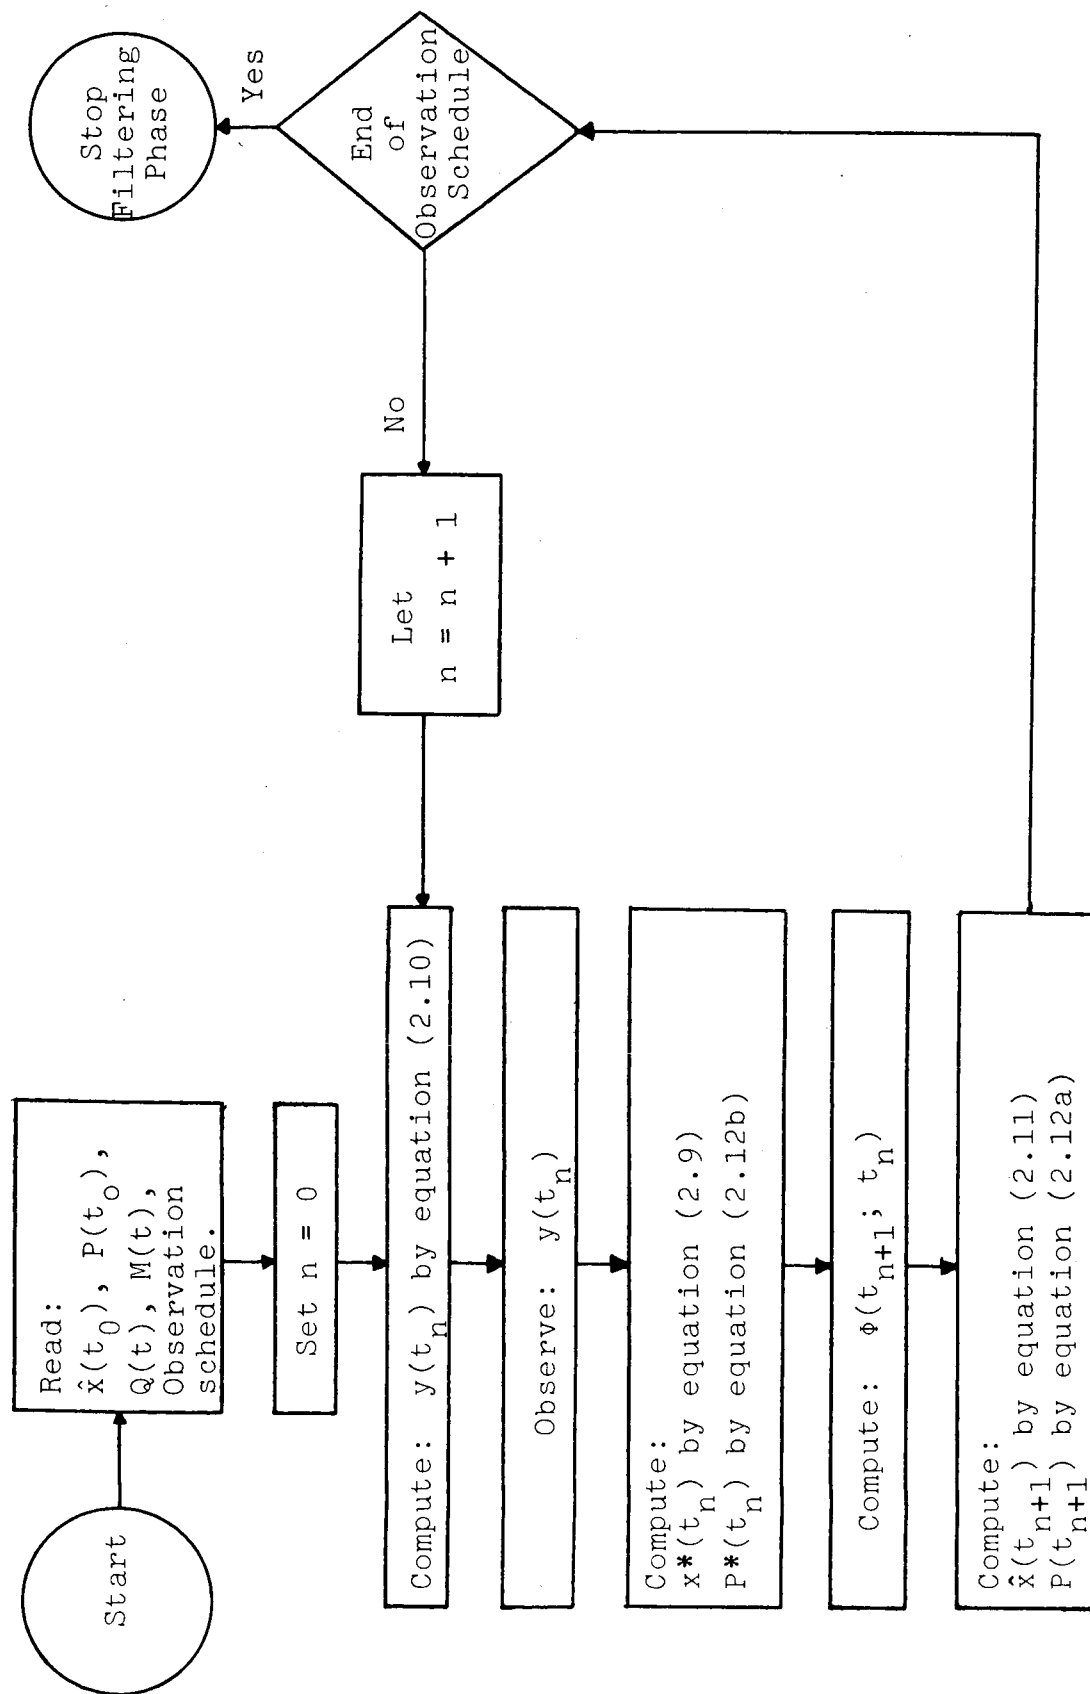 Start
Read:
x̂(t₀), P(tₒ),
Q(t), M(t),
Observation
schedule.
Set n = 0
Compute: y(tₙ) by equation (2.10)
Observe: y(tₙ)
Compute:
x*(tₙ) by equation (2.9)
P*(tₙ) by equation (2.12b)
Compute: Φ(tₙ₊₁; tₙ)
Compute:
x̂(tₙ₊₁) by equation (2.11)
P(tₙ₊₁) by equation (2.12a)
End
of
Observation
Schedule
Yes
Stop
Filtering
Phase
No
Let
n = n + 1